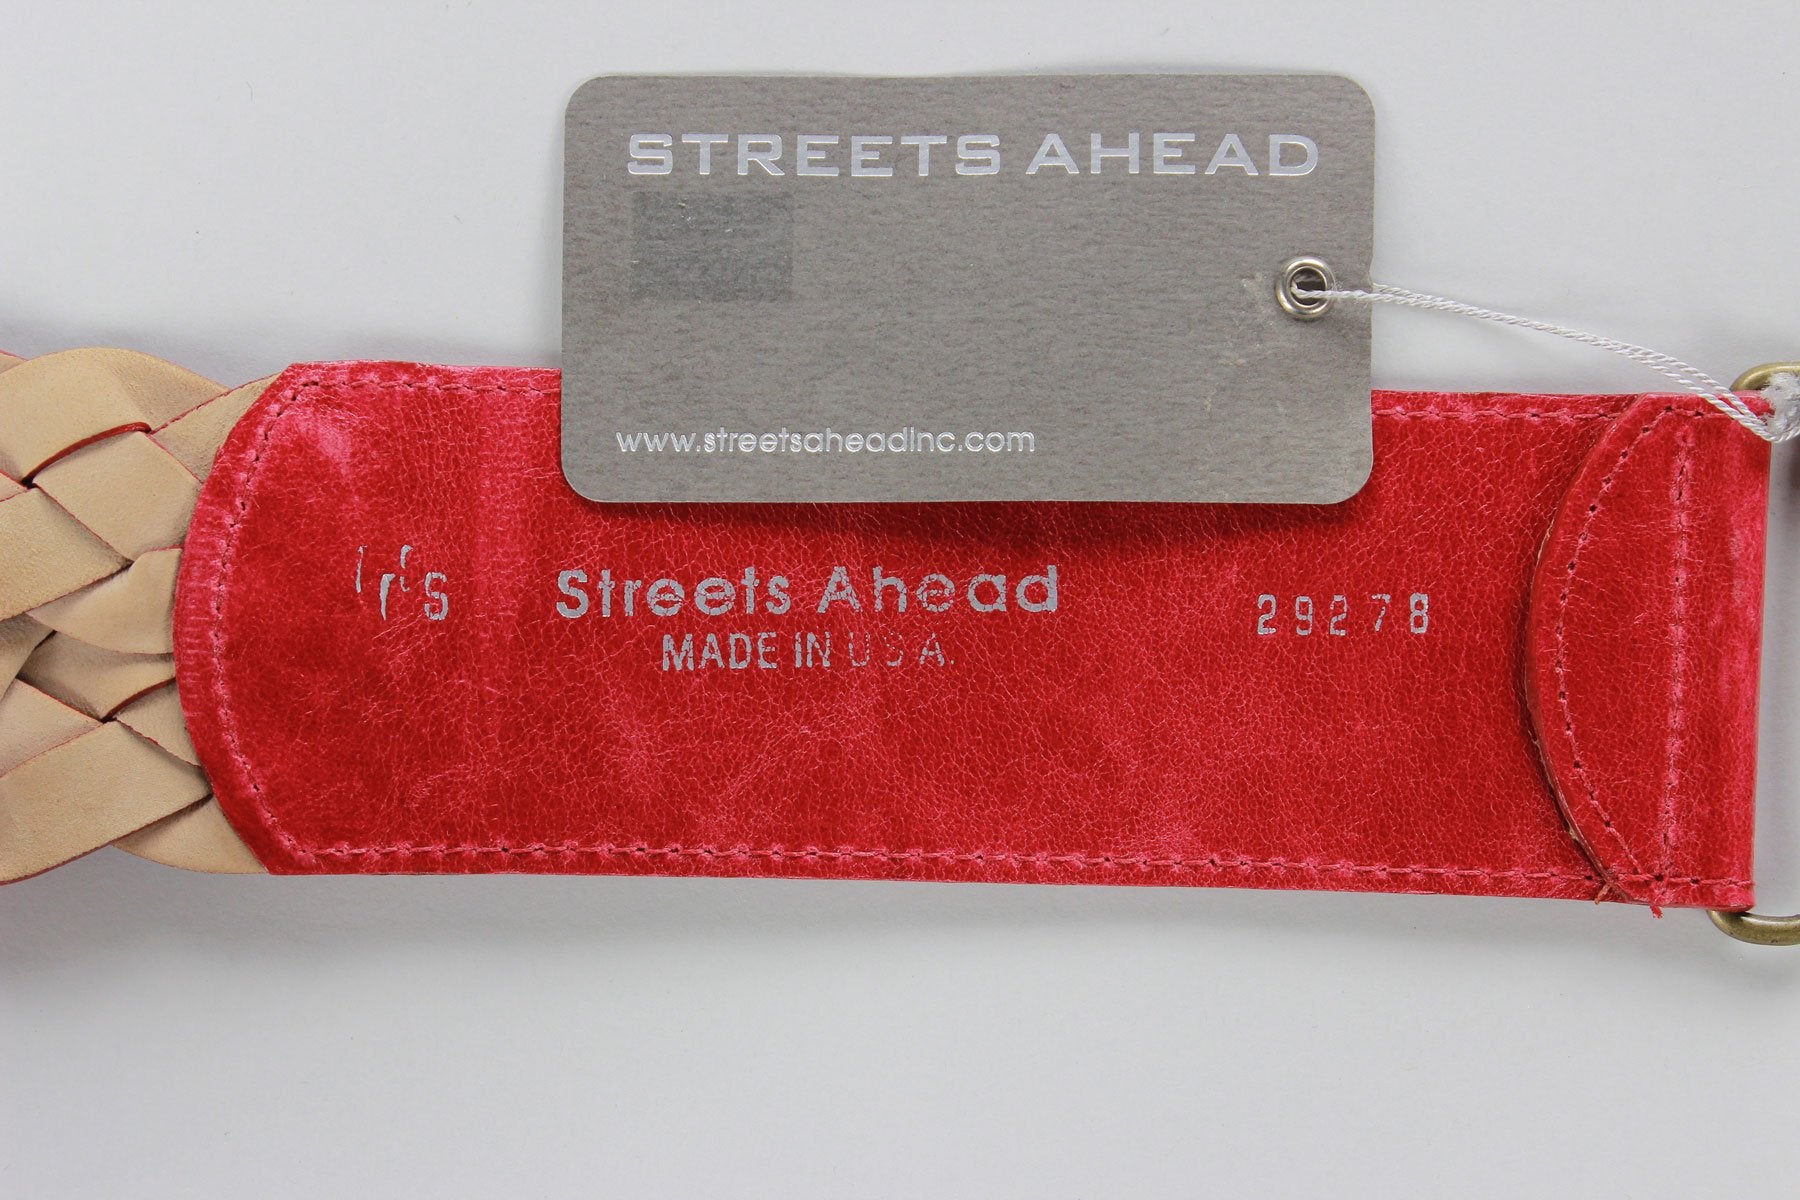 STREETS AHEAD
www.streetsaheadinc.com
Streets Ahead
MADE IN U.S.A.
29278